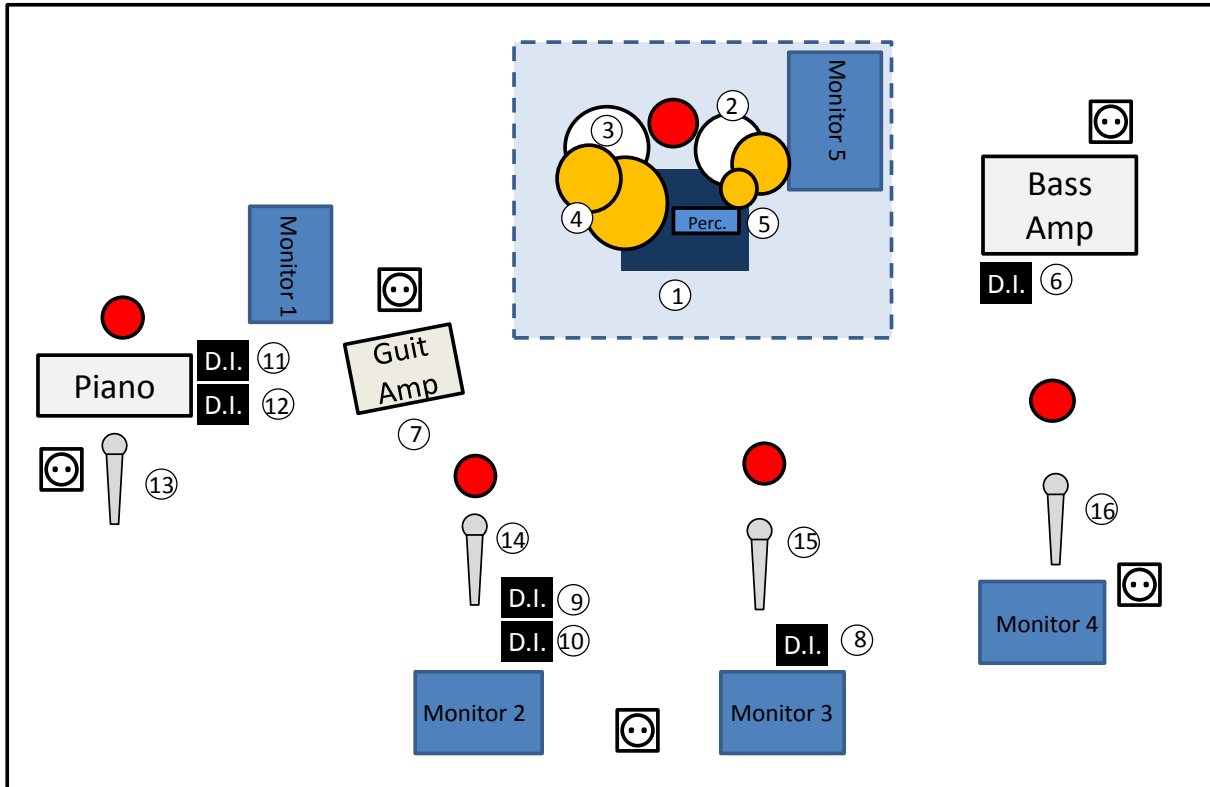 2
Monitor 5
3
Bass
Amp
4
Perc.
5
Monitor 1
D.I.
6
1
Guit
Amp
D.I.
11
Piano
D.I.
12
7
13
14
15
16
D.I.
9
D.I.
10
D.I.
8
Monitor 4
Monitor 2
Monitor 3